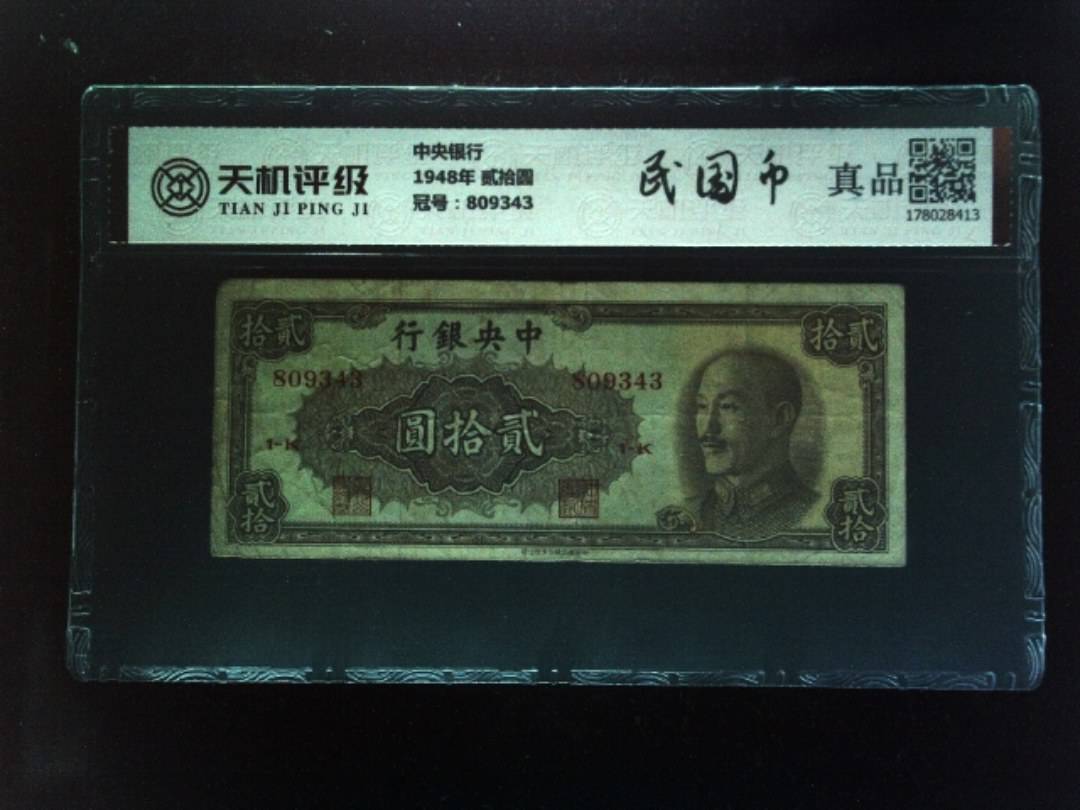 天机评级
TIAN JI PING JI
中央银行
1948年 贰拾圆
冠号：809343
民国币
真品
178028413
拾貳
行銀央中
拾貳
809343
809343
圓拾貳
1-K
1-K
貳拾
貳拾